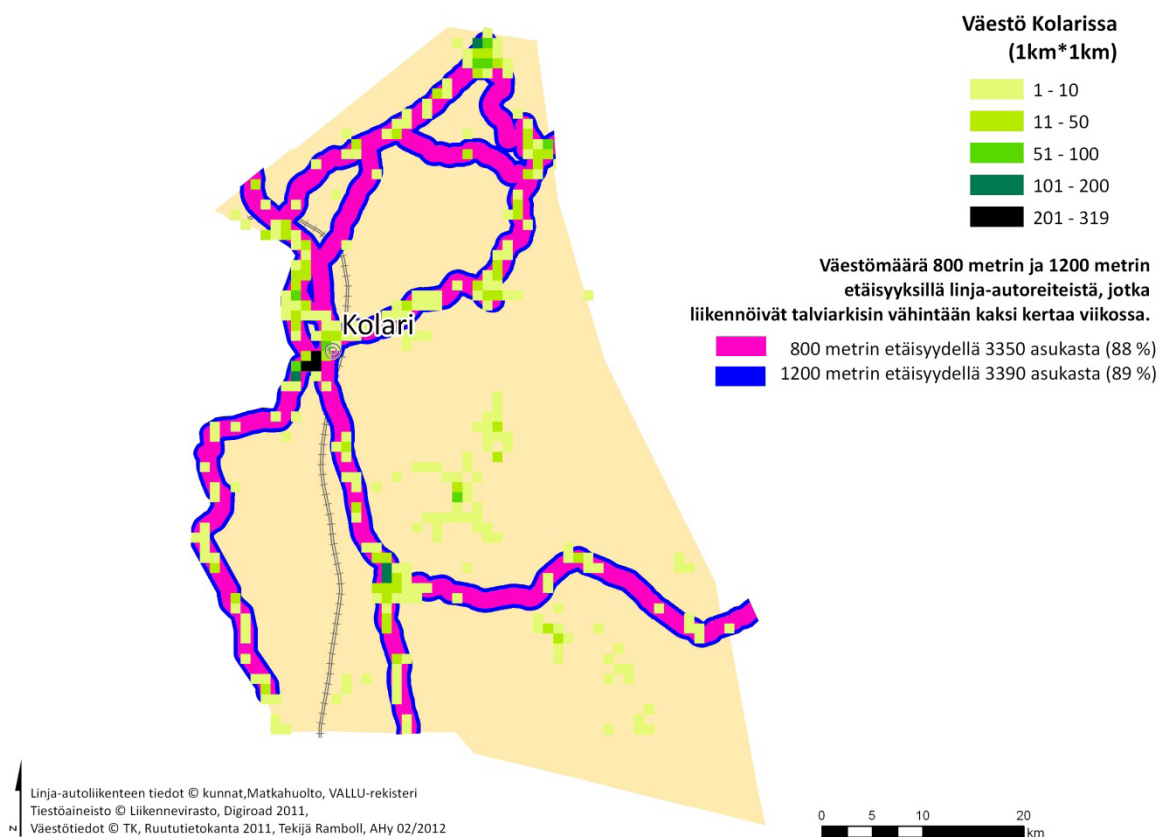 Väestö Kolarissa
(1km*1km)
1 - 10
11 - 50
51 - 100
101 - 200
201 - 319
Väestömäärä 800 metrin ja 1200 metrin
etäisyyksillä linja-autoreiteistä, jotka
liikennöivät talviarkisin vähintään kaksi kertaa viikossa.
800 metrin etäisyydellä 3350 asukasta (88 %)
1200 metrin etäisyydellä 3390 asukasta (89 %)
Kolari
Linja-autoliikenteen tiedot © kunnat,Matkahuolto, VALLU-rekisteri
Tiestöaineisto © Liikennevirasto, Digiroad 2011,
Väestötiedot © TK, Ruututietokanta 2011, Tekijä Ramboll, AHy 02/2012
N
0 5 10 20
km